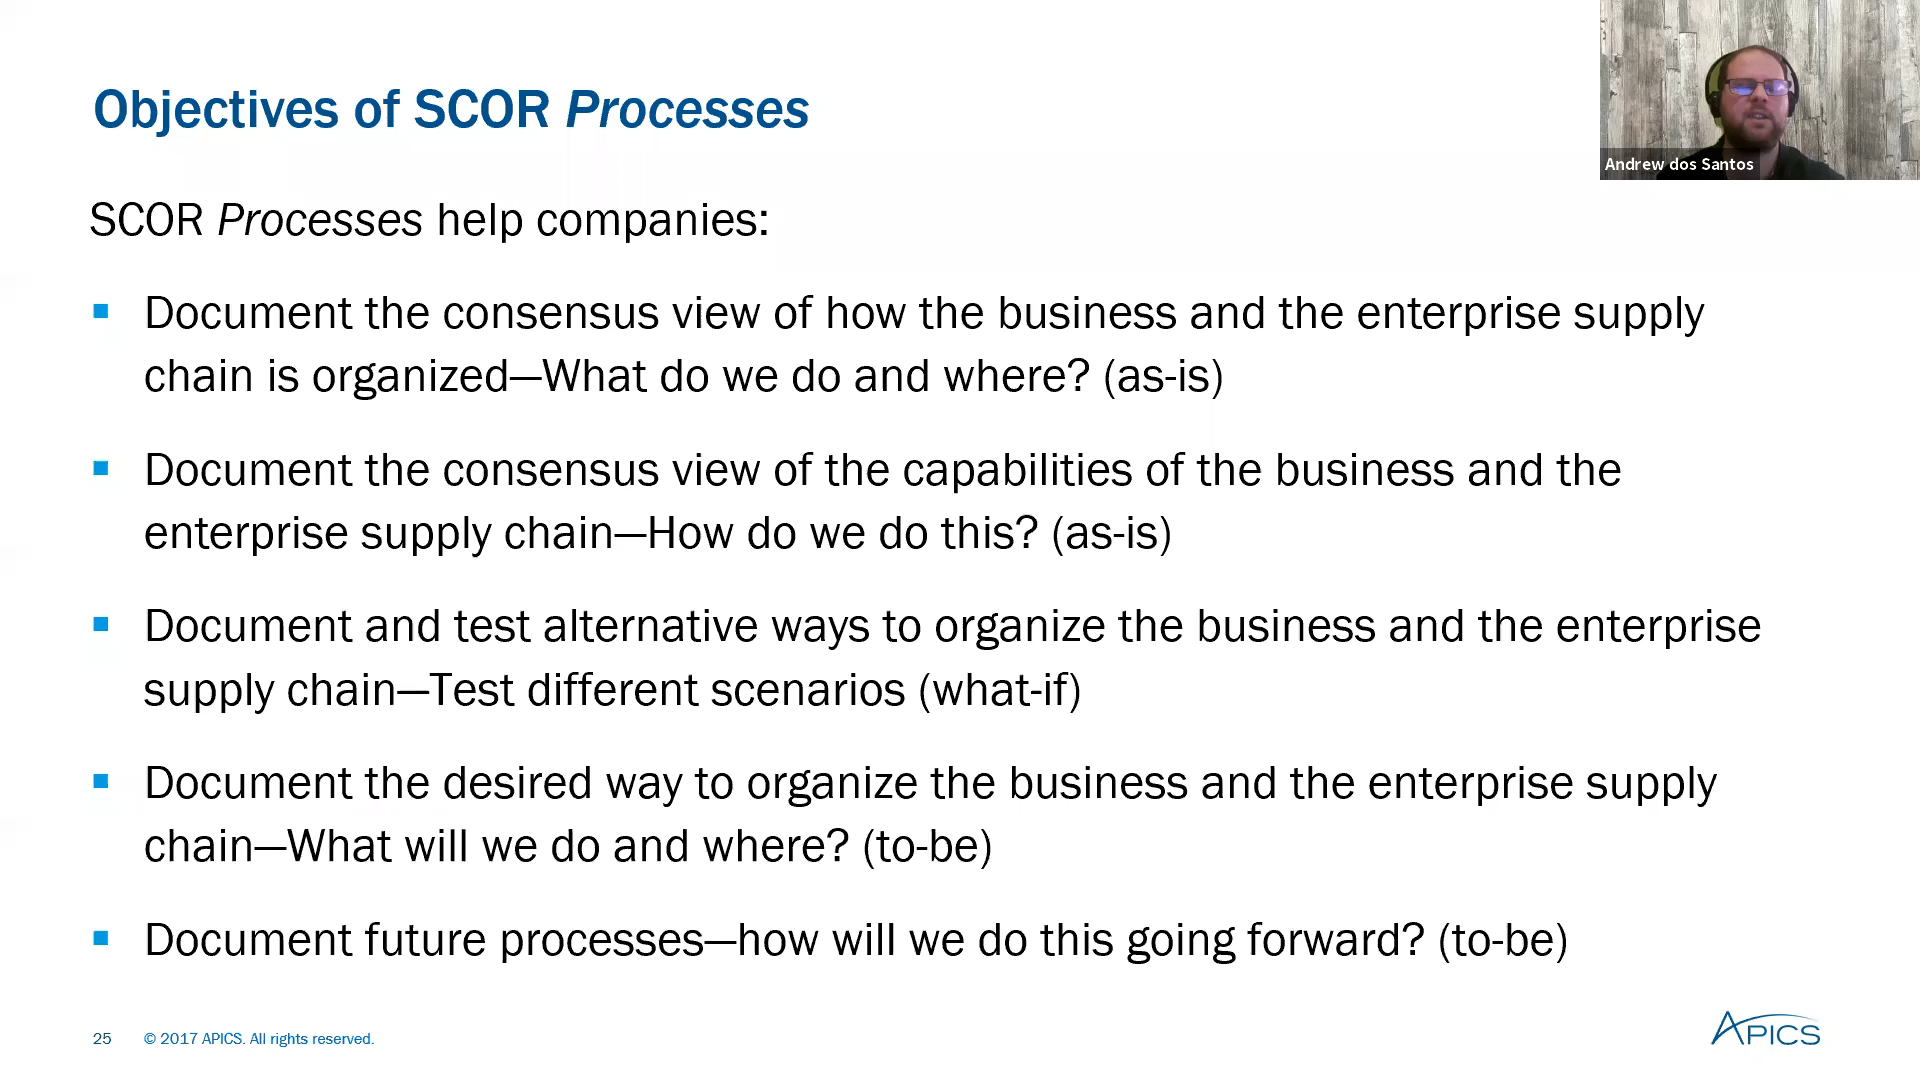 Objectives of SCOR Processes
Andrew dos Santos
SCOR Processes help companies:
Document the consensus view of how the business and the enterprise supply
chain is organized—What do we do and where? (as-is)
Document the consensus view of the capabilities of the business and the
enterprise supply chain—How do we do this? (as-is)
Document and test alternative ways to organize the business and the enterprise
supply chain—Test different scenarios (what-if)
Document the desired way to organize the business and the enterprise supply
chain—What will we do and where? (to-be)
Document future processes—how will we do this going forward? (to-be)
25 © 2017 APICS. All rights reserved.
APICS